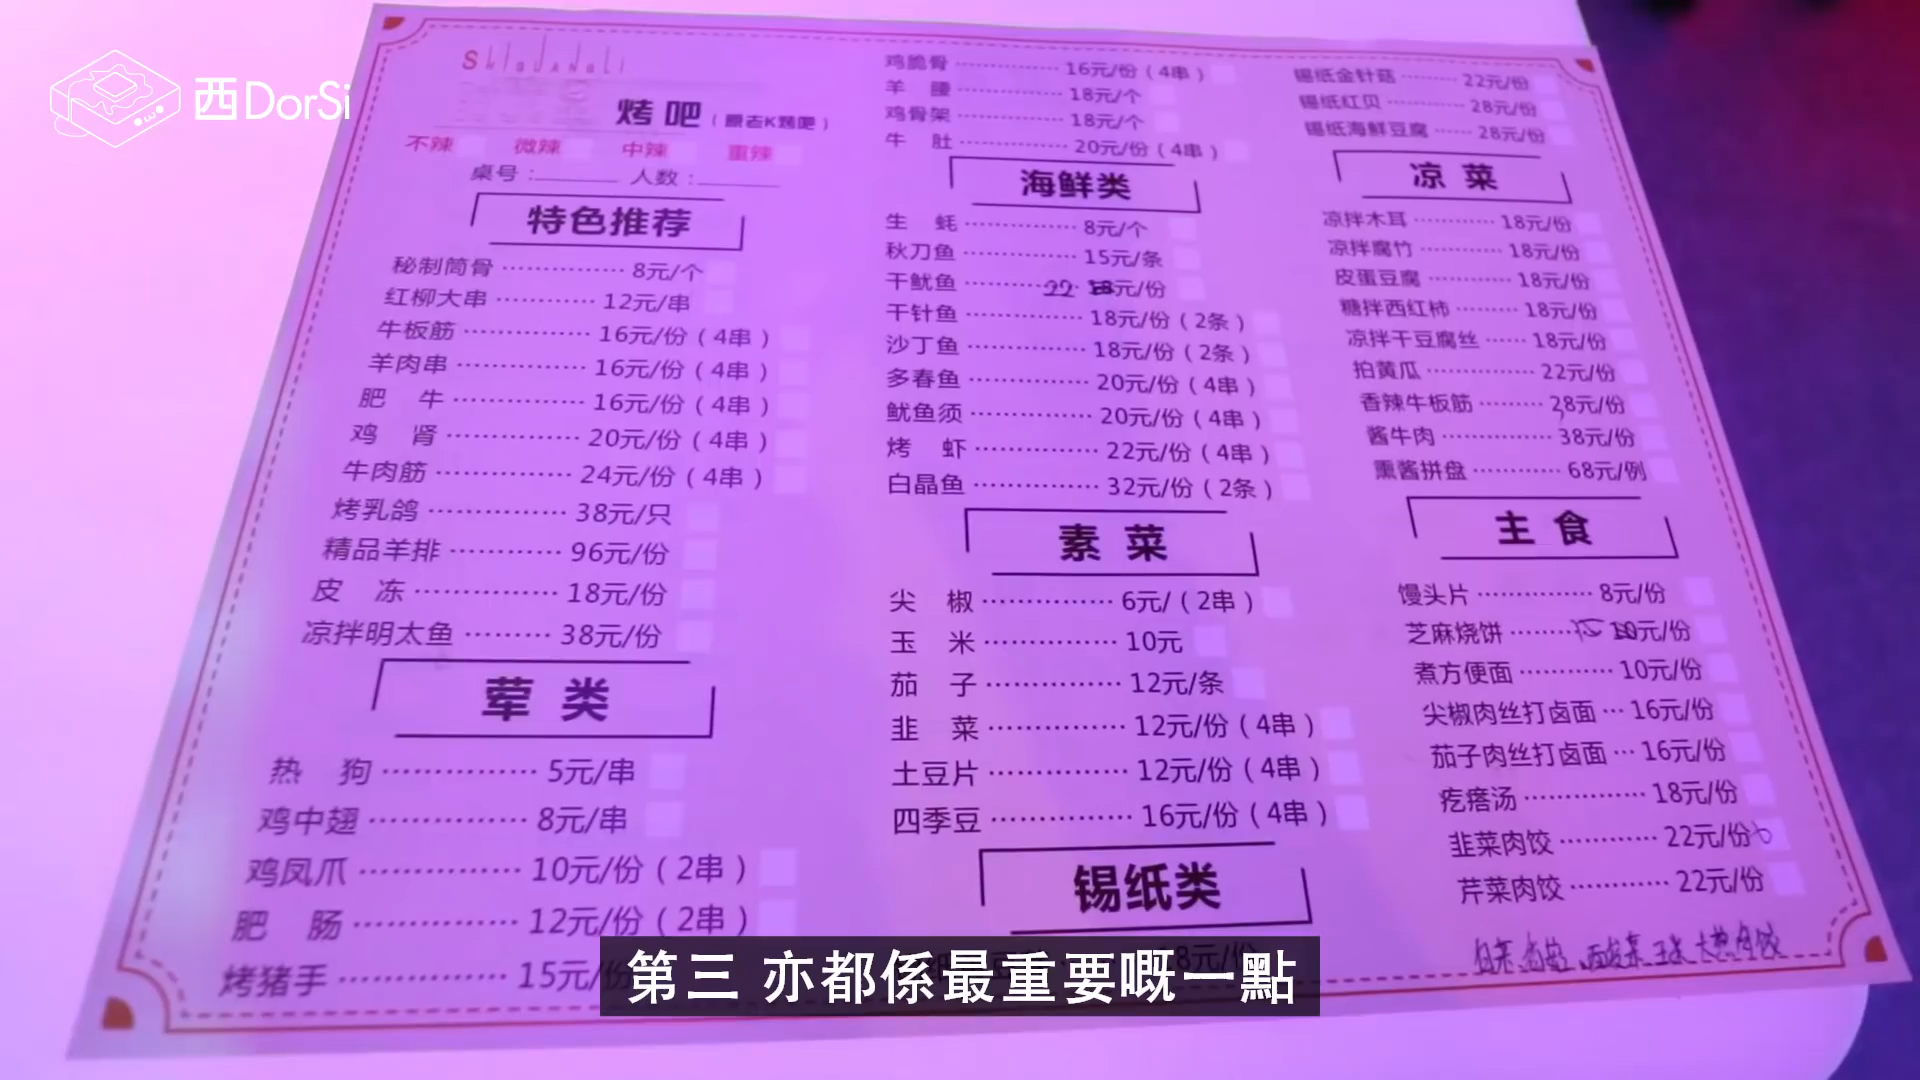 西DorSi
SHIGUANGLI
烤吧（原老K烤吧）
不辣 微辣 中辣 重辣
桌号：______ 人数：______
特色推荐
秘制筒骨 8元/个
红柳大串 12元/串
牛板筋 16元/份（4串）
羊肉串 16元/份（4串）
肥牛 16元/份（4串）
鸡肾 20元/份（4串）
牛肉筋 24元/份（4串）
烤乳鸽 38元/只
精品羊排 96元/份
皮冻 18元/份
凉拌明太鱼 38元/份
荤类
热狗 5元/串
鸡中翅 8元/串
鸡凤爪 10元/份（2串）
肥肠 12元/份（2串）
烤猪手 15元/份
鸡脆骨 16元/份（4串）
羊腰 18元/个
鸡骨架 18元/个
牛肚 20元/份（4串）
海鲜类
生蚝 8元/个
秋刀鱼 15元/条
干鱿鱼 22元/份
干针鱼 18元/份（2条）
沙丁鱼 18元/份（2条）
多春鱼 20元/份（4串）
鱿鱼须 20元/份（4串）
烤虾 22元/份（4串）
白晶鱼 32元/份（2条）
素菜
尖椒 6元/（2串）
玉米 10元
茄子 12元/条
韭菜 12元/份（4串）
土豆片 12元/份（4串）
四季豆 16元/份（4串）
锡纸类
锡纸金针菇 22元/份
锡纸红贝 28元/份
锡纸海鲜豆腐 28元/份
凉菜
凉拌木耳 18元/份
凉拌腐竹 18元/份
皮蛋豆腐 18元/份
糖拌西红柿 18元/份
凉拌干豆腐丝 18元/份
拍黄瓜 22元/份
香辣牛板筋 28元/份
酱牛肉 38元/份
熏酱拼盘 68元/例
主食
馒头片 8元/份
芝麻烧饼 15元/份
煮方便面 10元/份
尖椒肉丝打卤面 16元/份
茄子肉丝打卤面 16元/份
疙瘩汤 18元/份
韭菜肉饺 22元/份
芹菜肉饺 22元/份
第三 亦都係最重要嘅一點